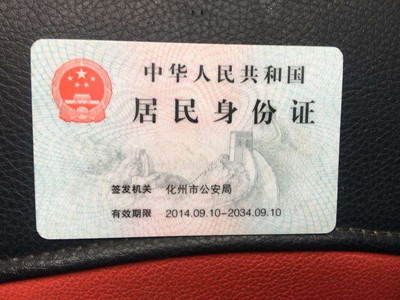 中华人民共和国
居民身份证
签发机关 化州市公安局
有效期限 2014.09.10-2034.09.10